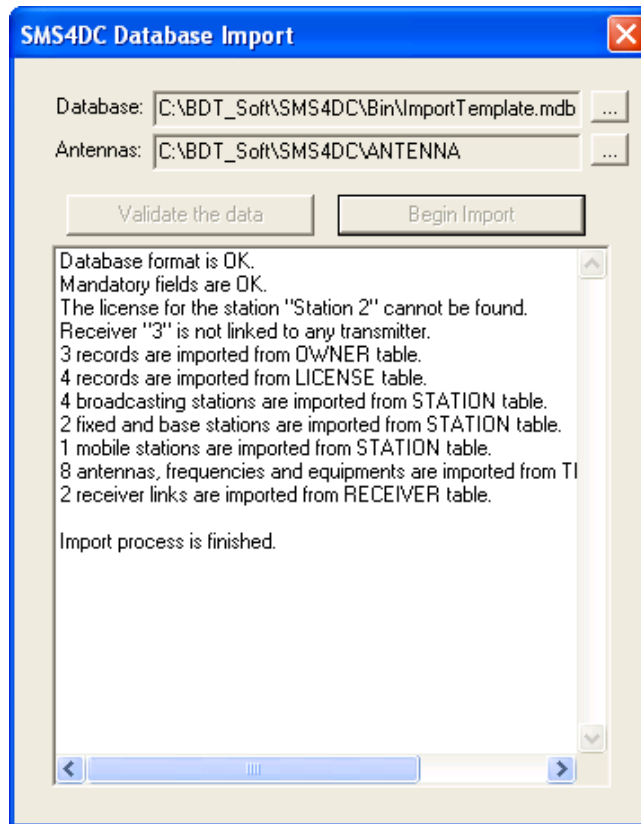 SMS4DC Database Import
Database: C:\BDT_Soft\SMS4DC\Bin\ImportTemplate.mdb ...
Antennas: C:\BDT_Soft\SMS4DC\ANTENNA ...
Validate the data Begin Import
Database format is OK.
Mandatory fields are OK.
The license for the station "Station 2" cannot be found.
Receiver "3" is not linked to any transmitter.
3 records are imported from OWNER table.
4 records are imported from LICENSE table.
4 broadcasting stations are imported from STATION table.
2 fixed and base stations are imported from STATION table.
1 mobile stations are imported from STATION table.
8 antennas, frequencies and equipments are imported from
2 receiver links are imported from RECEIVER table.
Import process is finished.